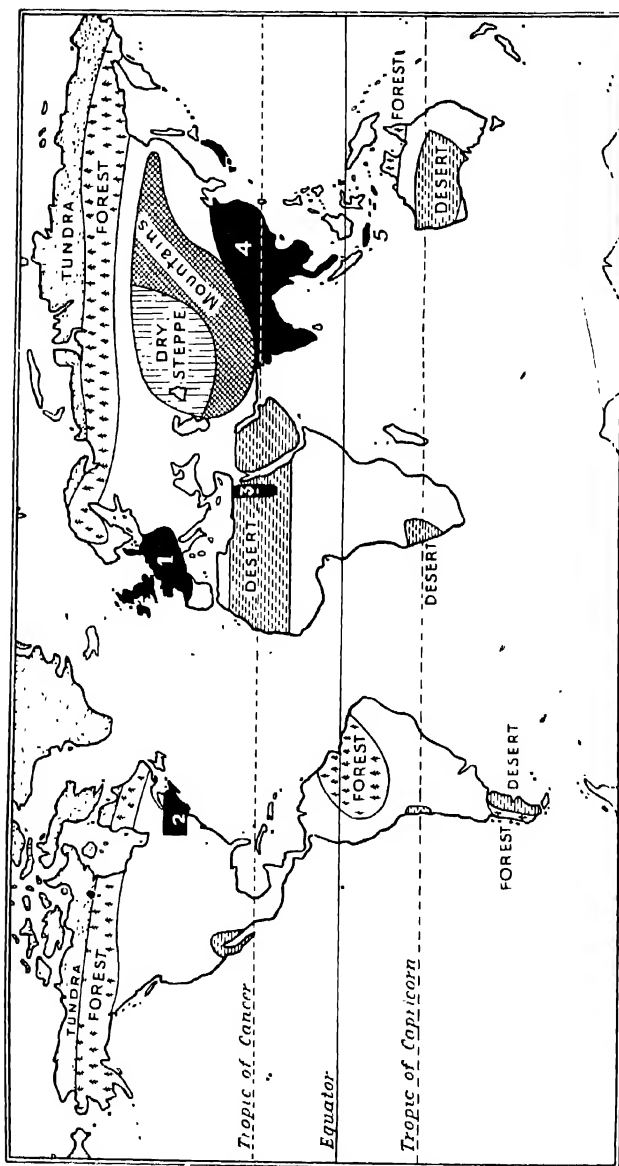 TUNDRA
FOREST
TUNDRA
FOREST
DRY
STEPPE
Mountains
1
2
3
4
5
DESERT
Tropic of Cancer
FOREST
Equator
FOREST
DESERT
DESERT
Tropic of Capricorn
FOREST
DESERT